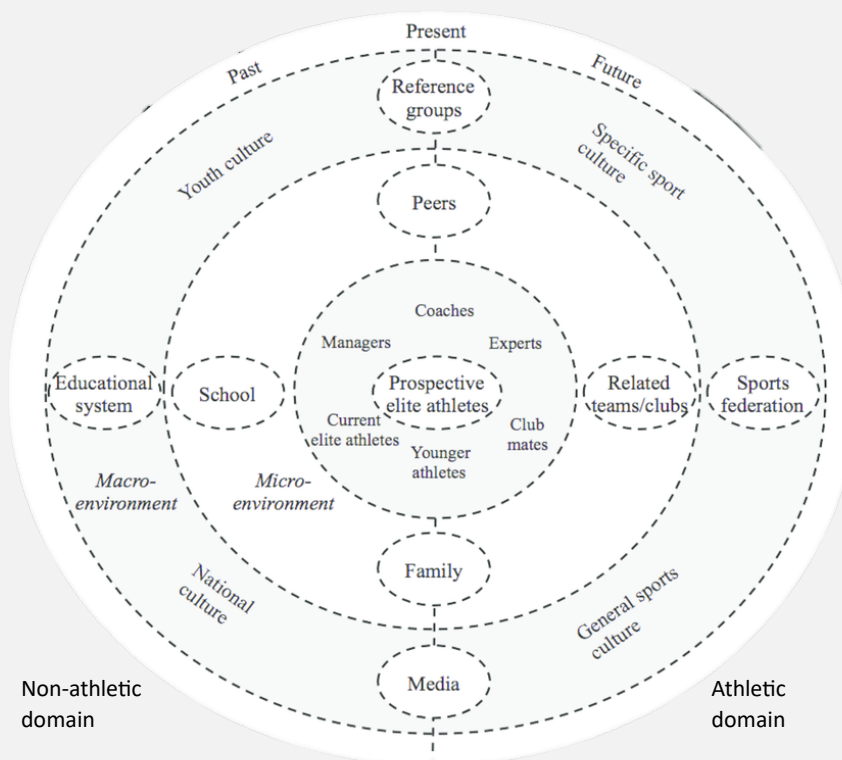 Present
Past
Future
Reference
groups
Youth culture
Specific sport
culture
Peers
Coaches
Managers
Experts
Educational
system
School
Prospective
elite athletes
Related
teams/clubs
Sports
federation
Current
elite athletes
Club
mates
Younger
athletes
Macro-
environment
Micro-
environment
Family
National
culture
General sports
culture
Media
Non-athletic
domain
Athletic
domain